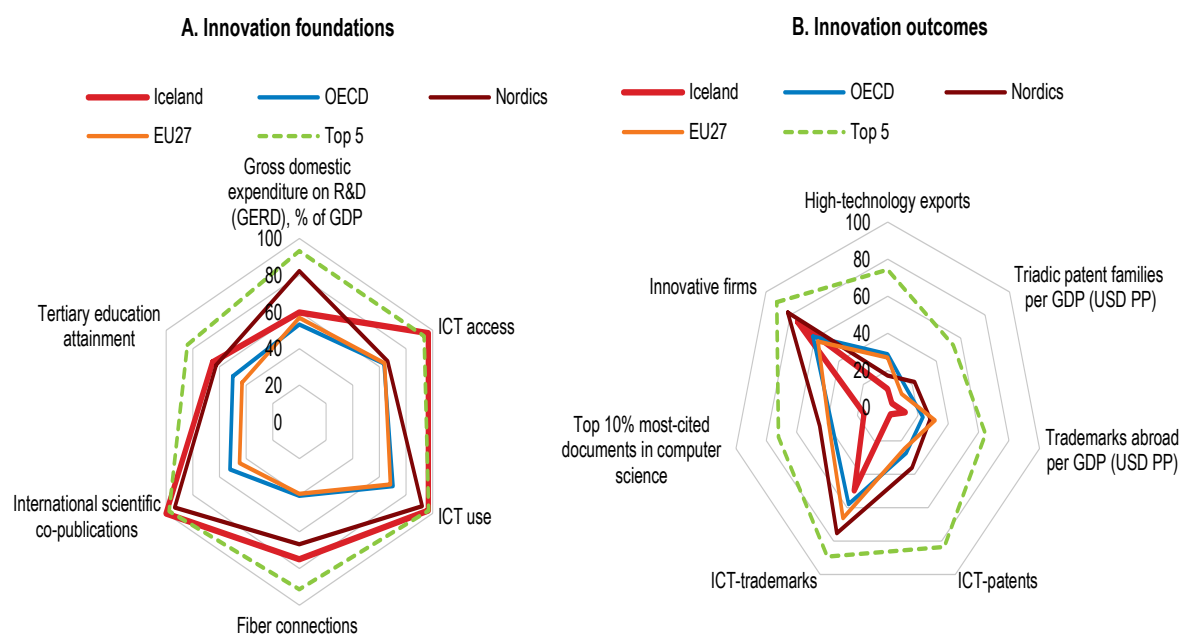 A. Innovation foundations
Iceland
OECD
Nordics
EU27
Top 5
Gross domestic
expenditure on R&D
(GERD), % of GDP
100
80
60
40
20
0
ICT access
ICT use
Fiber connections
International scientific
co-publications
Tertiary education
attainment
B. Innovation outcomes
Iceland
OECD
Nordics
EU27
Top 5
High-technology exports
100
80
60
40
20
0
Triadic patent families
per GDP (USD PP)
Trademarks abroad
per GDP (USD PP)
ICT-patents
ICT-trademarks
Top 10% most-cited
documents in computer
science
Innovative firms